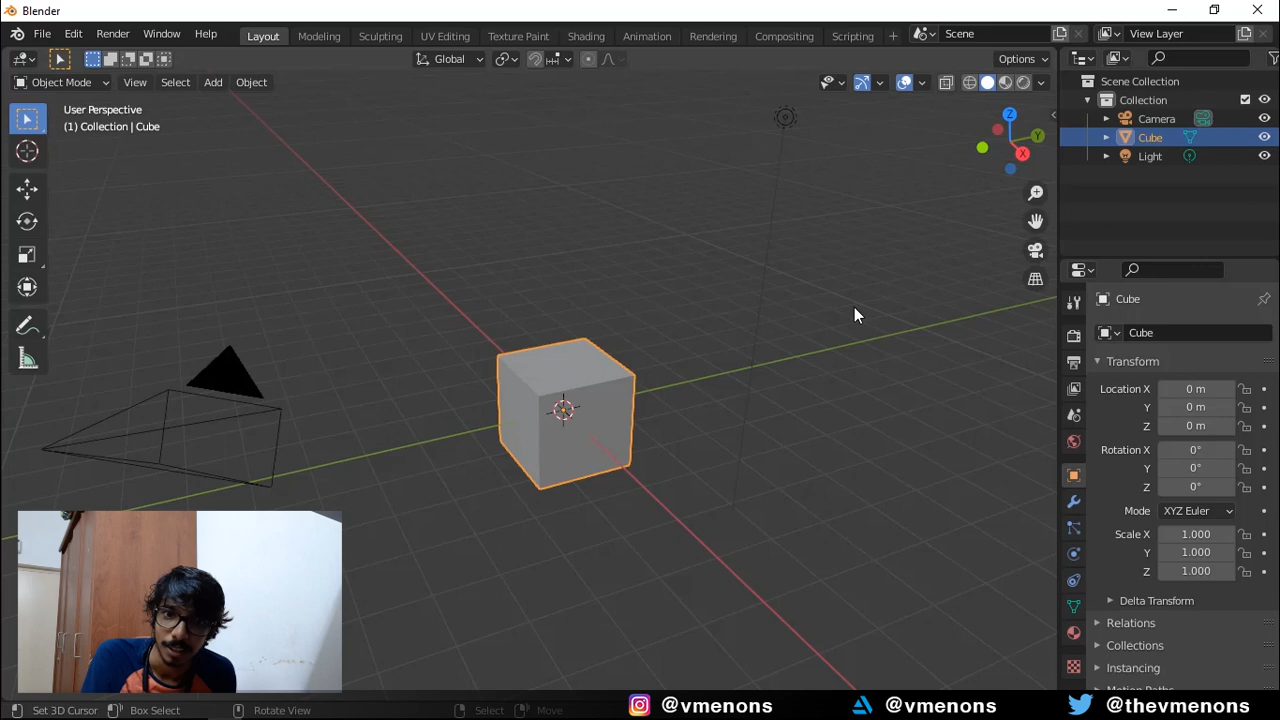 Blender
File Edit Render Window Help Layout Modeling Sculpting UV Editing Texture Paint Shading Animation Rendering Compositing Scripting + Scene View Layer
Global Options
Object Mode View Select Add Object
User Perspective
(1) Collection | Cube
Z
Y
X
Scene Collection
Collection
Camera
Cube
Light
Cube
Cube
Transform
Location X 0 m
Y 0 m
Z 0 m
Rotation X 0°
Y 0°
Z 0°
Mode XYZ Euler
Scale X 1.000
Y 1.000
Z 1.000
Delta Transform
Relations
Collections
Instancing
Motion Paths
Set 3D Cursor Box Select Rotate View Select Move
@vmenons @vmenons @thevmenons